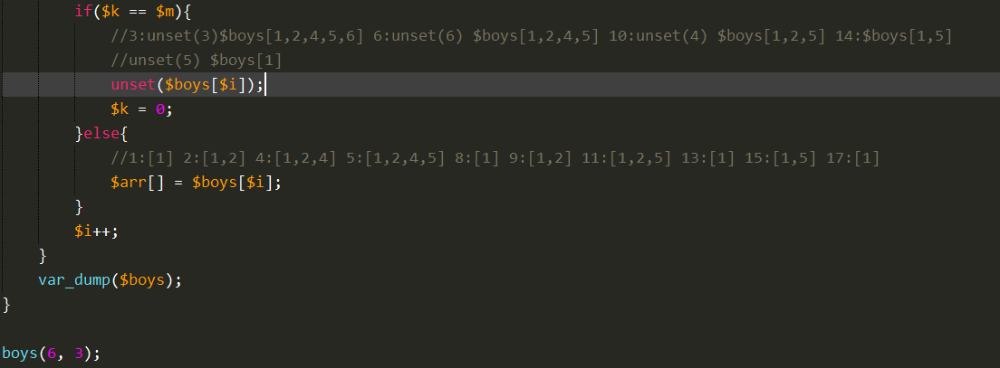 if($k == $m){
//3:unset(3)$boys[1,2,4,5,6] 6:unset(6) $boys[1,2,4,5] 10:unset(4) $boys[1,2,5] 14:$boys[1,5]
//unset(5) $boys[1]
unset($boys[$i]);
$k = 0;
}else{
//1:[1] 2:[1,2] 4:[1,2,4] 5:[1,2,4,5] 8:[1] 9:[1,2] 11:[1,2,5] 13:[1] 15:[1,5] 17:[1]
$arr[] = $boys[$i];
}
$i++;
}
var_dump($boys);
}
boys(6, 3);